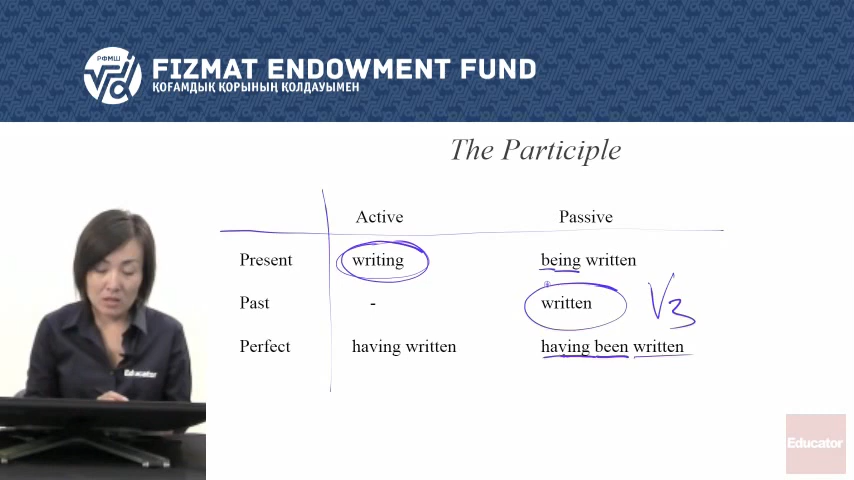 РФМШ
FIZMAT ENDOWMENT FUND
ҚОҒАМДЫҚ ҚОРЫНЫҢ ҚОЛДАУЫМЕН
The Participle
Active Passive
Present writing being written
Past - written V3
Perfect having written having been written
Educator
Educator